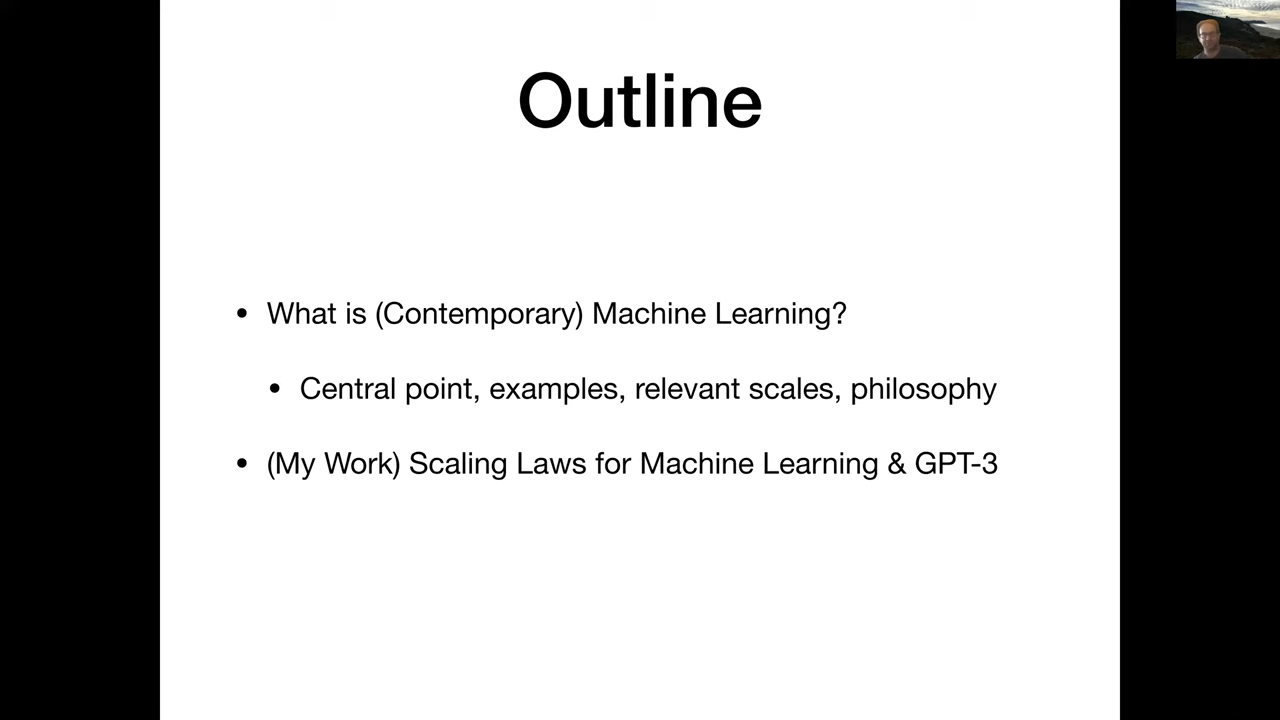 Outline
• What is (Contemporary) Machine Learning?
• Central point, examples, relevant scales, philosophy
• (My Work) Scaling Laws for Machine Learning & GPT-3